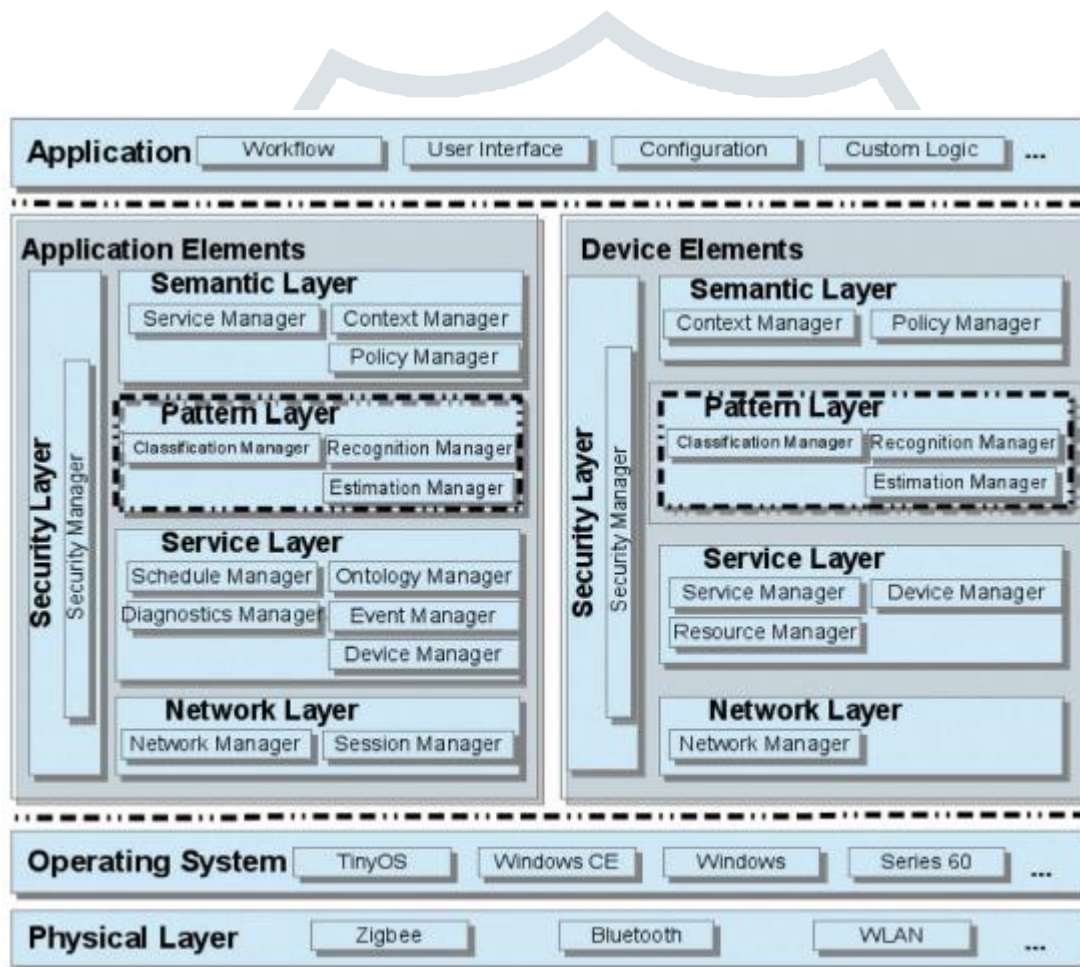 Application Workflow User Interface Configuration Custom Logic ...
Application Elements
Security Layer
Security Manager
Semantic Layer
Service Manager Context Manager
Policy Manager
Pattern Layer
Classification Manager Recognition Manager
Estimation Manager
Service Layer
Schedule Manager Ontology Manager
Diagnostics Manager Event Manager
Device Manager
Network Layer
Network Manager Session Manager
Device Elements
Security Layer
Security Manager
Semantic Layer
Context Manager Policy Manager
Pattern Layer
Classification Manager Recognition Manager
Estimation Manager
Service Layer
Service Manager Device Manager
Resource Manager
Network Layer
Network Manager
Operating System TinyOS Windows CE Windows Series 60 ...
Physical Layer Zigbee Bluetooth WLAN ...